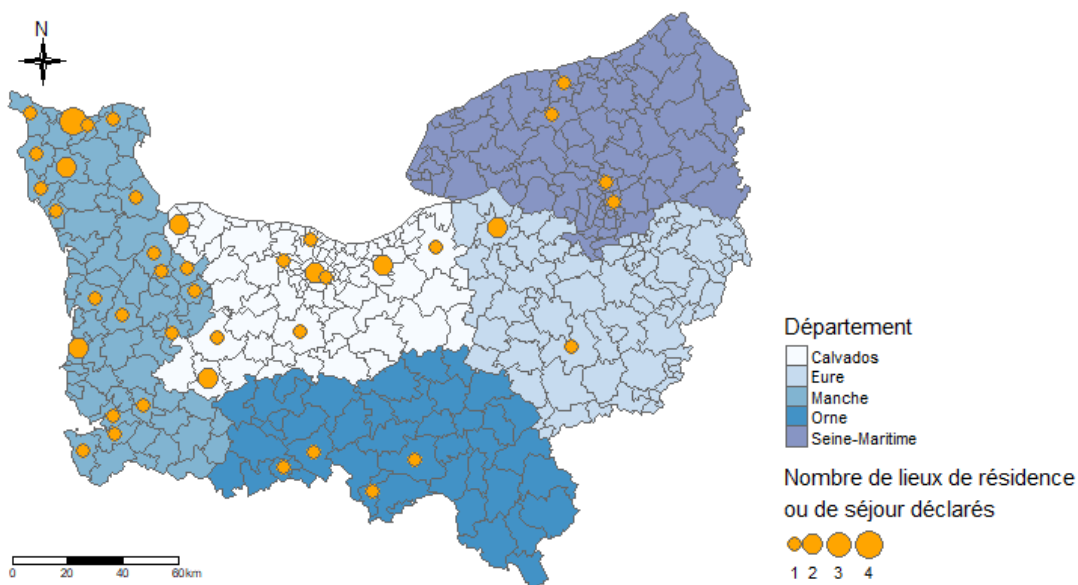 N
Département
Calvados
Eure
Manche
Orne
Seine-Maritime
Nombre de lieux de résidence
ou de séjour déclarés
1 2 3 4
0 20 40 60km